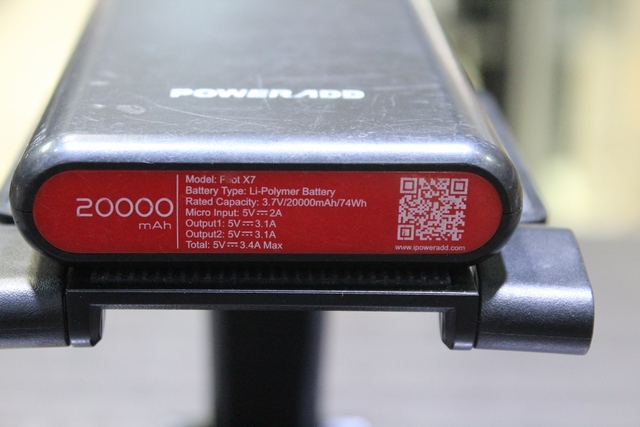 POWERADD
20000
mAh
Model: P lot X7
Battery Type: Li-Polymer Battery
Rated Capacity: 3.7V/20000mAh/74Wh
Micro Input: 5V⎓2A
Output1: 5V⎓3.1A
Output2: 5V⎓3.1A
Total: 5V⎓3.4A Max
www.ipoweradd.com